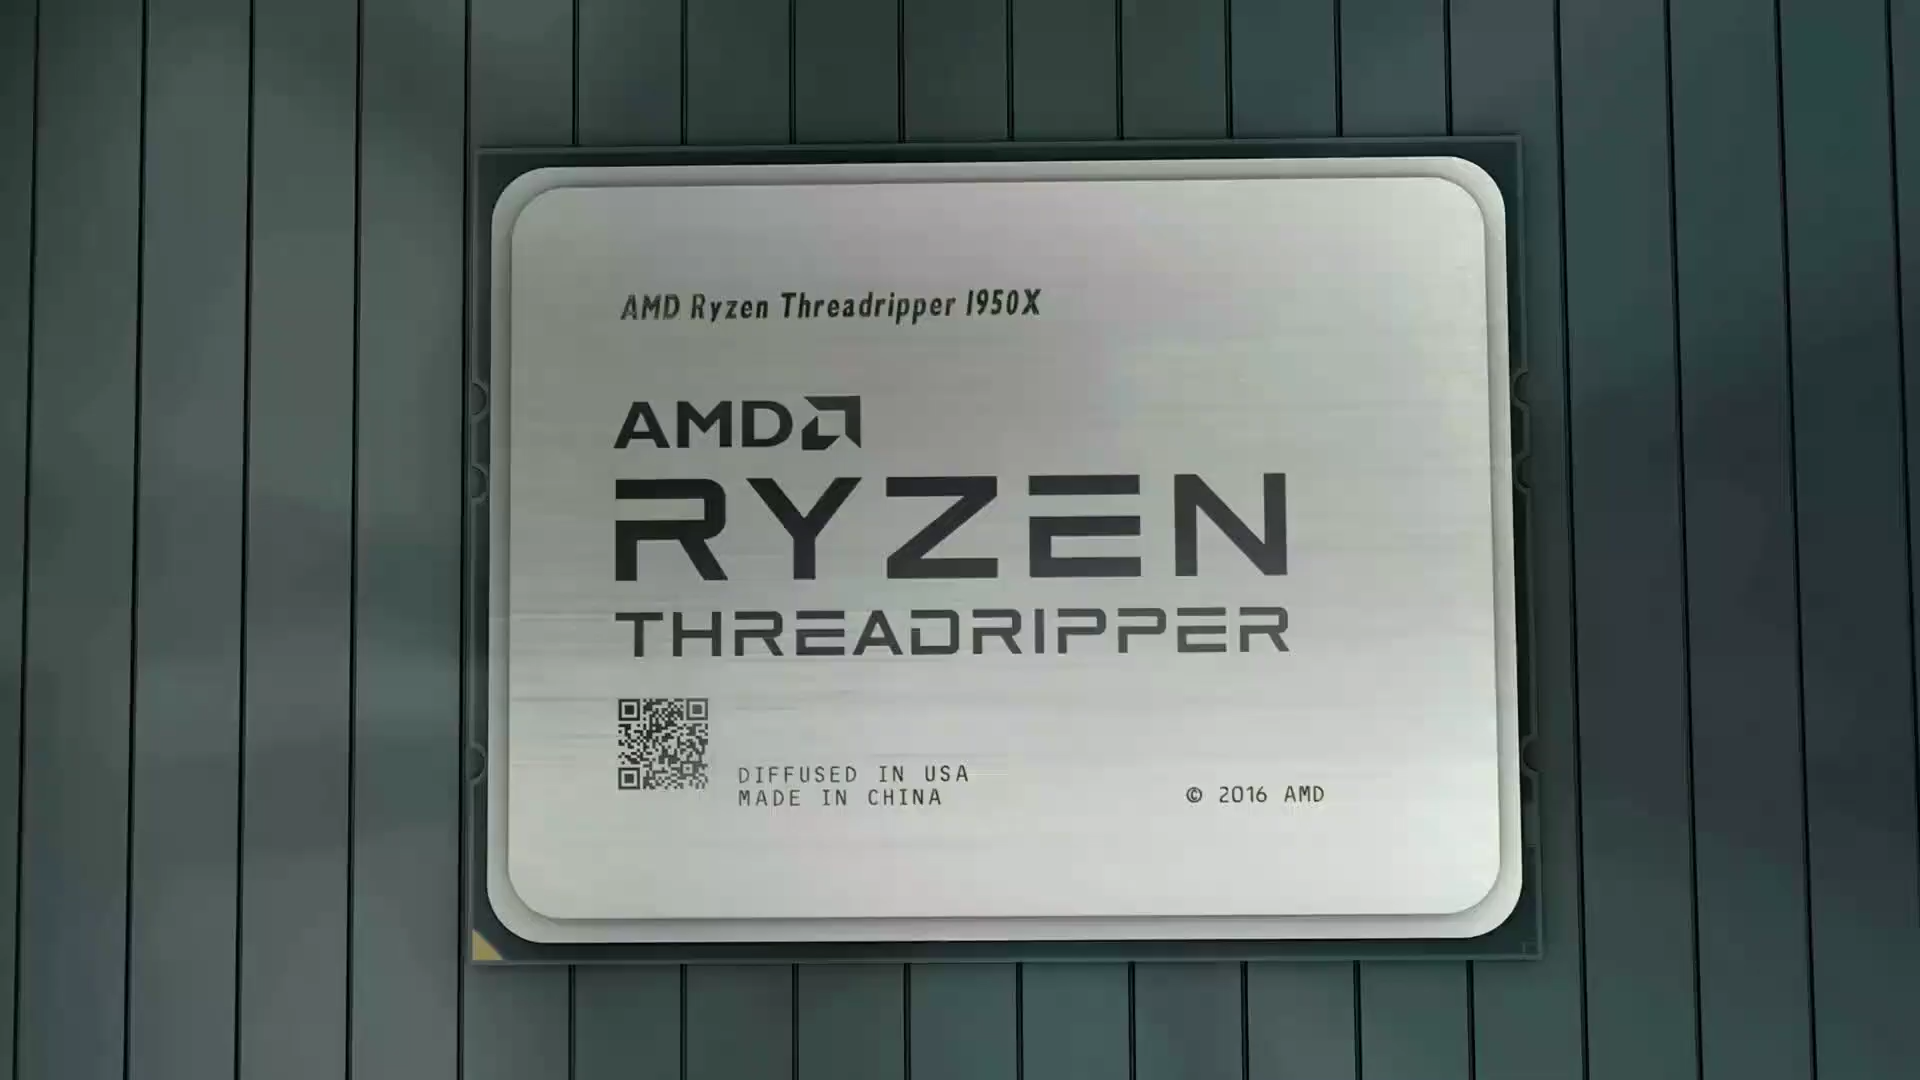 AMD Ryzen Threadripper 1950X
AMD
RYZEN
THREADRIPPER
DIFFUSED IN USA
MADE IN CHINA
© 2016 AMD